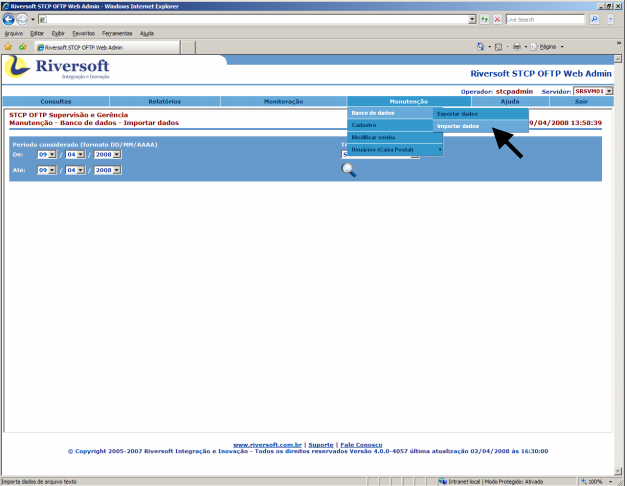 Riversoft STCP OFTP Web Admin - Windows Internet Explorer
Live Search
Arquivo Editar Exibir Favoritos Ferramentas Ajuda
Riversoft STCP OFTP Web Admin
Página
Riversoft
Integração e Inovação
Riversoft STCP OFTP Web Admin
Operador: stcpadmin Servidor: SRSVM01
Consultas Relatórios Monitoração Manutenção Ajuda Sair
STCP OFTP Supervisão e Gerência
Manutenção - Banco de dados - Importar dados
9/04/2008 13:58:39
Banco de dados
Cadastro
Modificar senha
Usuários (Caixa Postal)
Exportar dados
Importar dados
Período considerado (formato DD/MM/AAAA)
De: 09 / 04 / 2008
Até: 09 / 04 / 2008
www.riversoft.com.br | Suporte | Fale Conosco
© Copyright 2005-2007 Riversoft Integração e Inovação - Todos os direitos reservados Versão 4.0.0-4057 última atualização 02/04/2008 às 16:30:00
Importa dados de arquivo texto
Intranet local | Modo Protegido: Ativado
100%